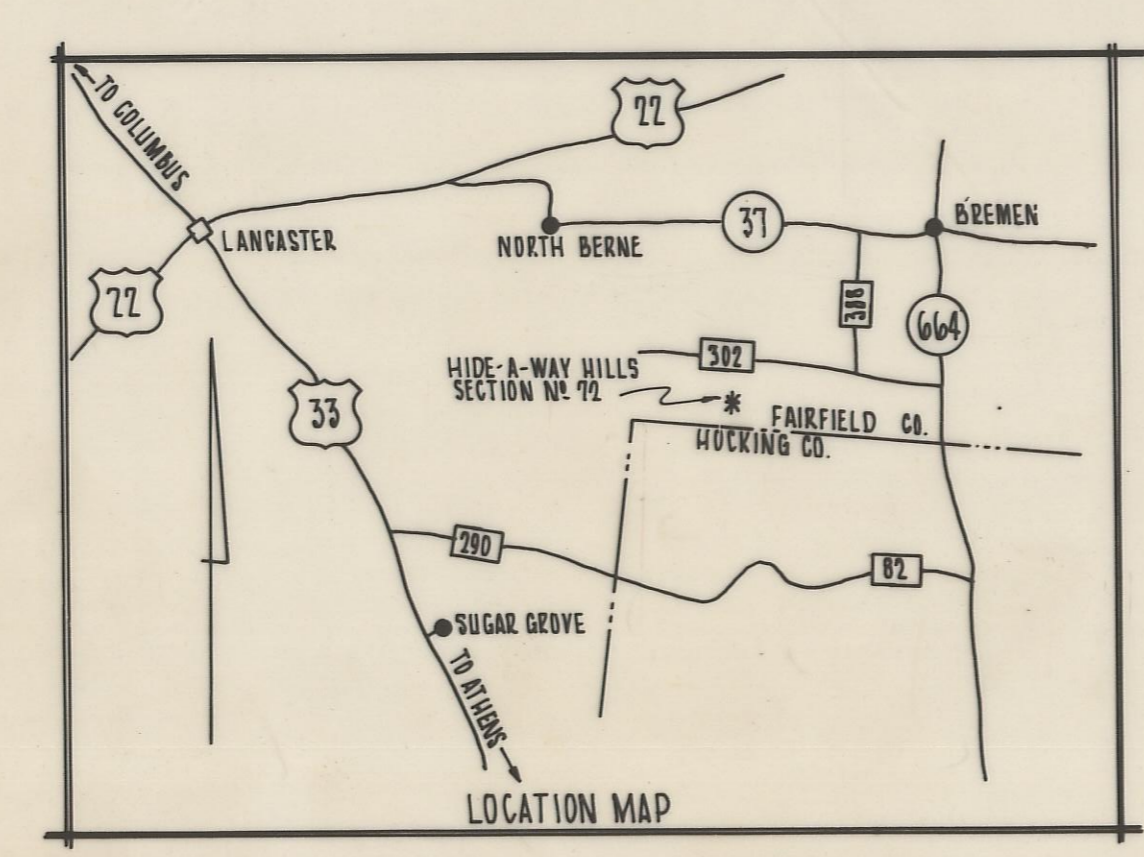 TO COLUMBUS
22
LANCASTER
22
NORTH BERNE
37
BREMEN
388
664
302
HIDE-A-WAY HILLS
SECTION Nº 72
FAIRFIELD CO.
HOCKING CO.
33
290
82
SUGAR GROVE
TO ATHENS
LOCATION MAP